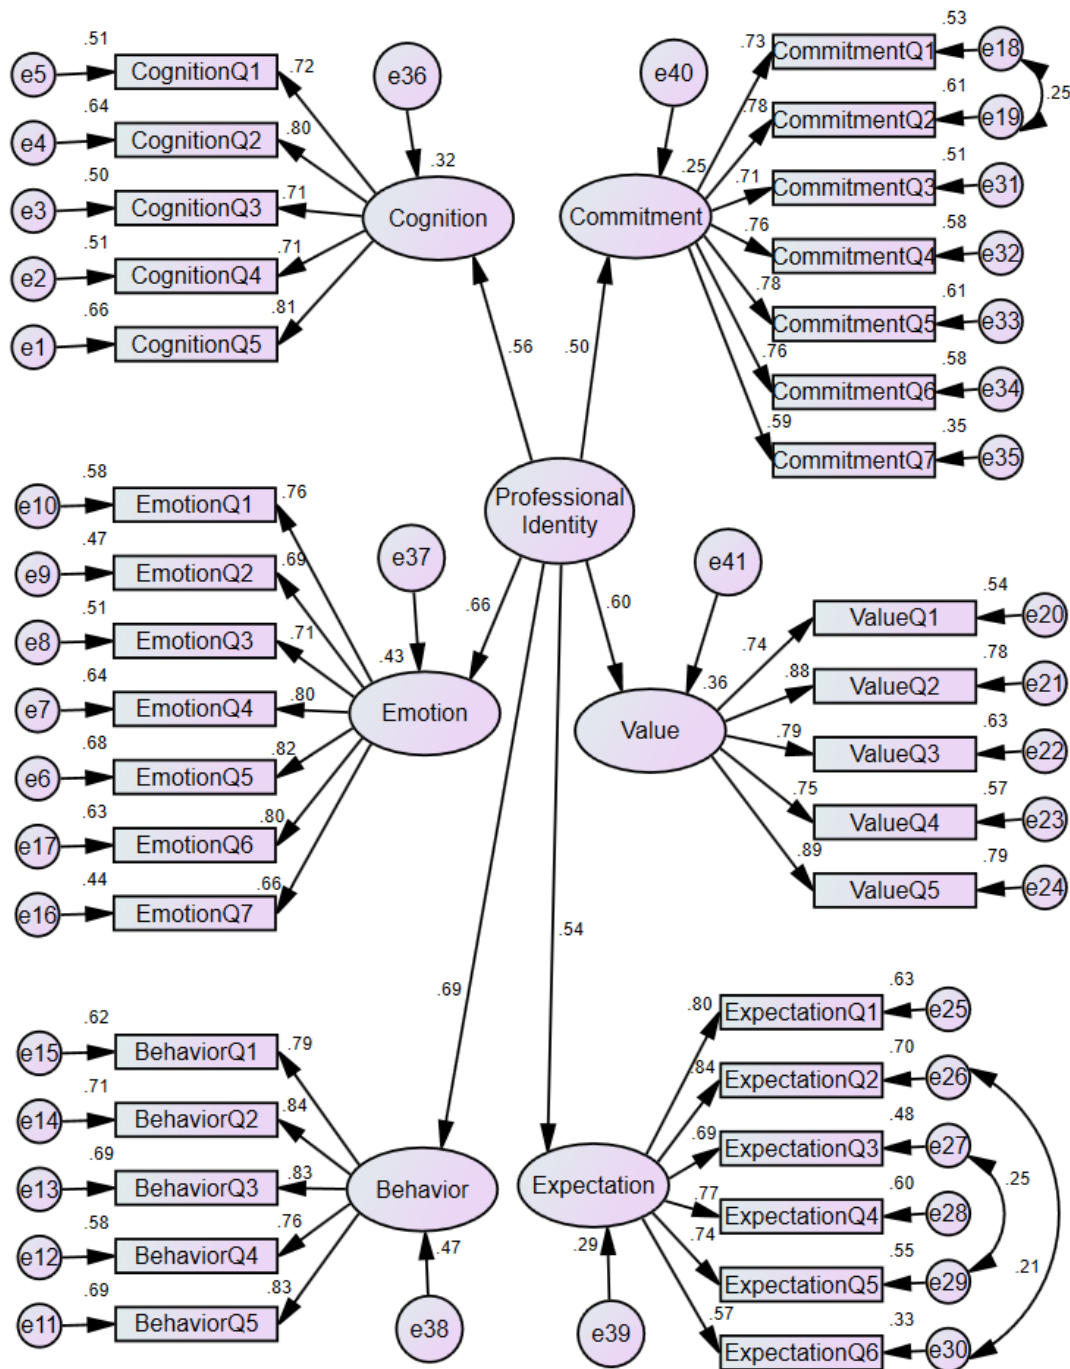 .51
e5
CognitionQ1
.72
.64
e4
CognitionQ2
.80
.50
e3
CognitionQ3
.71
.51
e2
CognitionQ4
.71
.66
e1
CognitionQ5
.81
e36
.32
Cognition
.56
e40
.25
Commitment
.50
.73
CommitmentQ1
.53
e18
.78
CommitmentQ2
.61
e19
.25
.71
CommitmentQ3
.51
e31
.76
CommitmentQ4
.58
e32
.78
CommitmentQ5
.61
e33
.76
CommitmentQ6
.58
e34
.59
CommitmentQ7
.35
e35
Professional
Identity
.58
e10
EmotionQ1
.76
.47
e9
EmotionQ2
.69
.51
e8
EmotionQ3
.71
.64
e7
EmotionQ4
.80
.68
e6
EmotionQ5
.82
.63
e17
EmotionQ6
.80
.44
e16
EmotionQ7
.66
e37
.43
Emotion
.66
e41
.60
.36
Value
.74
ValueQ1
.54
e20
.88
ValueQ2
.78
e21
.79
ValueQ3
.63
e22
.75
ValueQ4
.57
e23
.89
ValueQ5
.79
e24
.69
.54
.62
e15
BehaviorQ1
.79
.71
e14
BehaviorQ2
.84
.69
e13
BehaviorQ3
.83
.58
e12
BehaviorQ4
.76
.69
e11
BehaviorQ5
.83
Behavior
.47
e38
Expectation
.29
e39
.80
ExpectationQ1
.63
e25
.84
ExpectationQ2
.70
e26
.69
ExpectationQ3
.48
e27
.77
ExpectationQ4
.60
e28
.74
ExpectationQ5
.55
e29
.57
ExpectationQ6
.33
e30
.25
.21